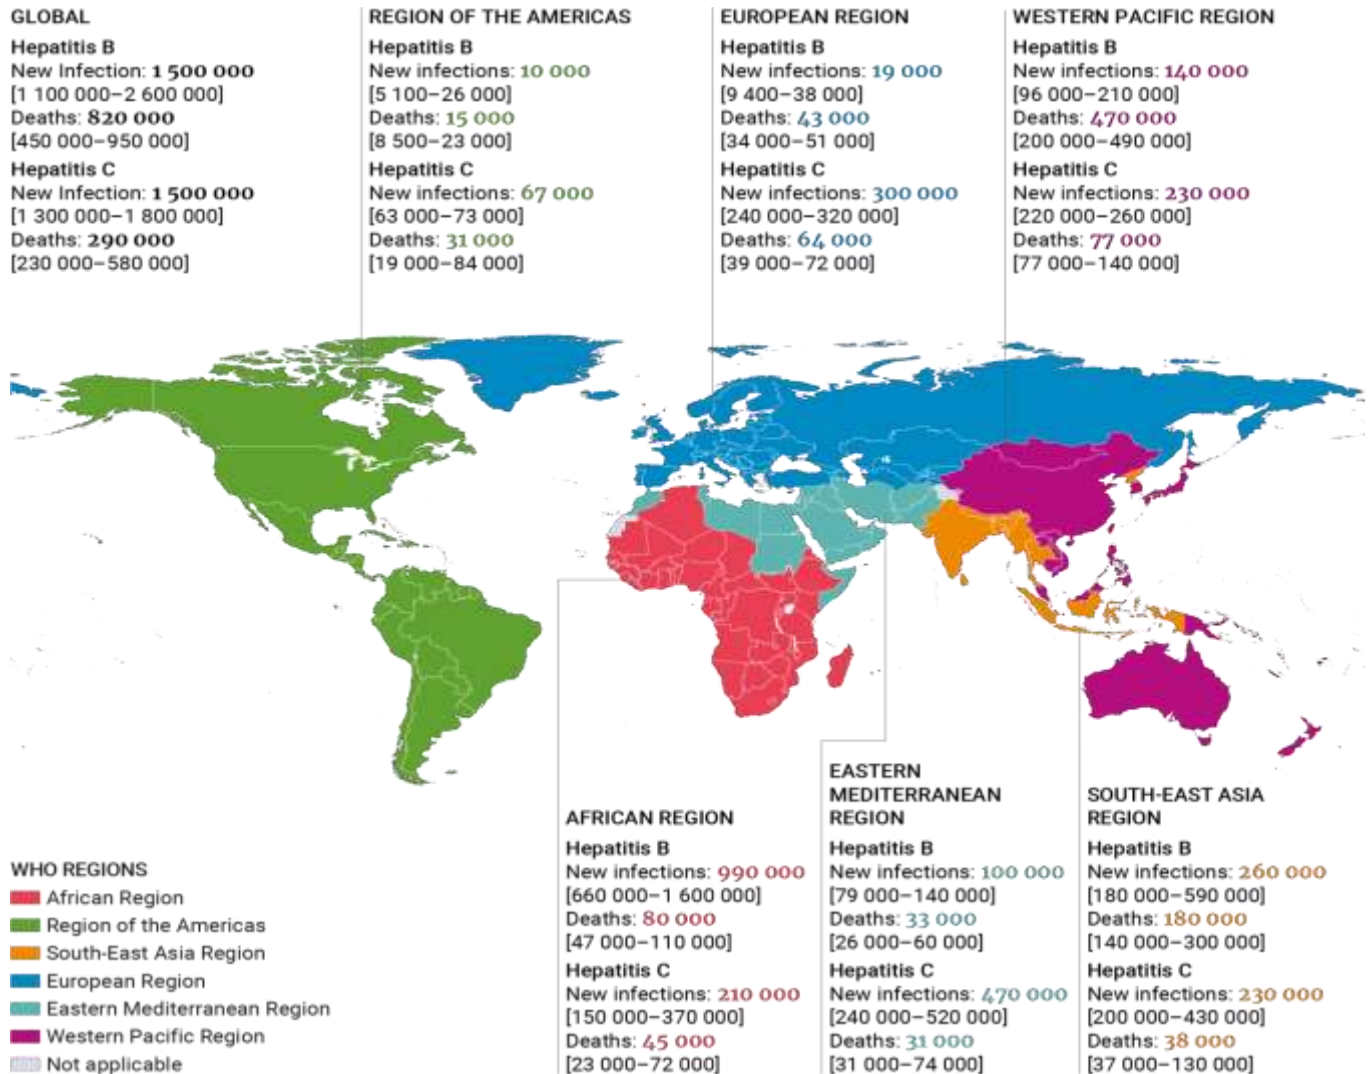 GLOBAL
Hepatitis B
New Infection: 1 500 000
[1 100 000–2 600 000]
Deaths: 820 000
[450 000–950 000]
Hepatitis C
New Infection: 1 500 000
[1 300 000–1 800 000]
Deaths: 290 000
[230 000–580 000]
REGION OF THE AMERICAS
Hepatitis B
New infections: 10 000
[5 100–26 000]
Deaths: 15 000
[8 500–23 000]
Hepatitis C
New infections: 67 000
[63 000–73 000]
Deaths: 31 000
[19 000–84 000]
EUROPEAN REGION
Hepatitis B
New infections: 19 000
[9 400–38 000]
Deaths: 43 000
[34 000–51 000]
Hepatitis C
New infections: 300 000
[240 000–320 000]
Deaths: 64 000
[39 000–72 000]
WESTERN PACIFIC REGION
Hepatitis B
New infections: 140 000
[96 000–210 000]
Deaths: 470 000
[200 000–490 000]
Hepatitis C
New infections: 230 000
[220 000–260 000]
Deaths: 77 000
[77 000–140 000]
WHO REGIONS
African Region
Region of the Americas
South-East Asia Region
European Region
Eastern Mediterranean Region
Western Pacific Region
Not applicable
AFRICAN REGION
Hepatitis B
New infections: 990 000
[660 000–1 600 000]
Deaths: 80 000
[47 000–110 000]
Hepatitis C
New infections: 210 000
[150 000–370 000]
Deaths: 45 000
[23 000–72 000]
EASTERN
MEDITERRANEAN
REGION
Hepatitis B
New infections: 100 000
[79 000–140 000]
Deaths: 33 000
[26 000–60 000]
Hepatitis C
New infections: 470 000
[240 000–520 000]
Deaths: 31 000
[31 000–74 000]
SOUTH-EAST ASIA
REGION
Hepatitis B
New infections: 260 000
[180 000–590 000]
Deaths: 180 000
[140 000–300 000]
Hepatitis C
New infections: 230 000
[200 000–430 000]
Deaths: 38 000
[37 000–130 000]